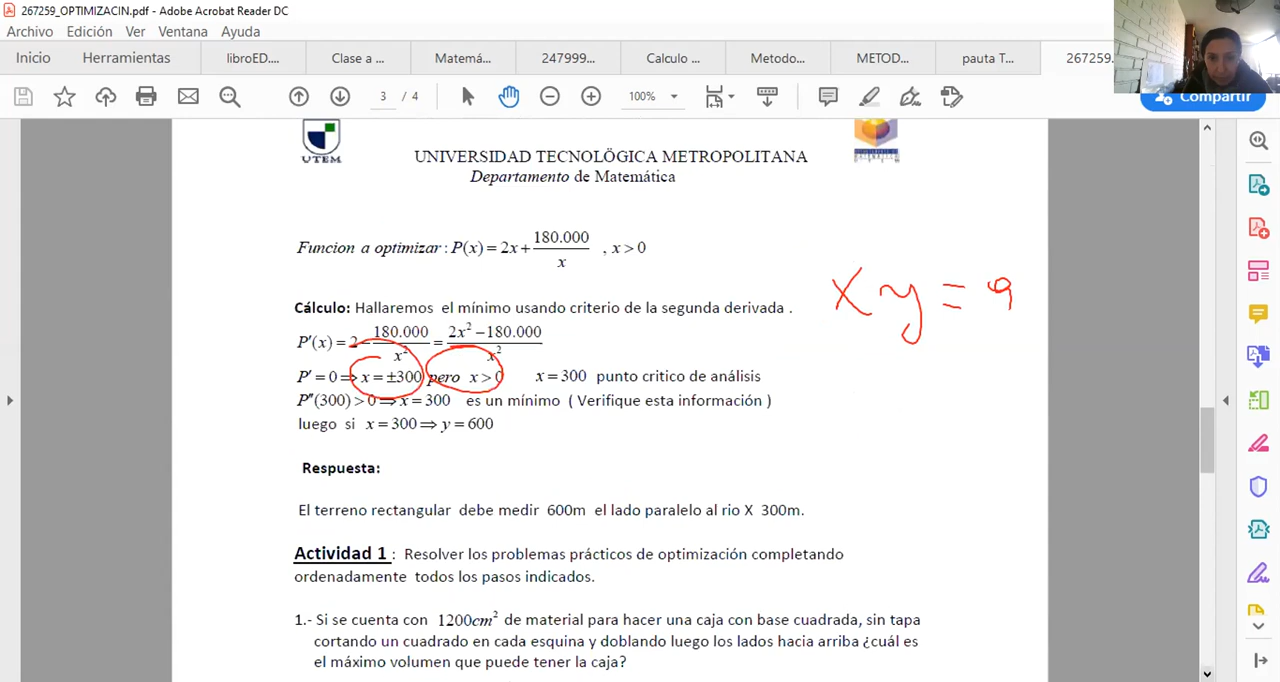 267259_OPTIMIZACIN.pdf - Adobe Acrobat Reader DC
Archivo Edición Ver Ventana Ayuda
Inicio Herramientas libroED.... Clase a ... Matemá... 247999... Calculo ... Metodo... METOD... pauta T... 267259...
3 / 4 100% Compartir
UTEM
UNIVERSIDAD TECNOLÖGICA METROPOLITANA
Departamento de Matemática
Funcion a optimizar : P(x) = 2x + 180.000 / x , x > 0
x y = 9
Cálculo: Hallaremos el mínimo usando criterio de la segunda derivada .
P'(x) = 2 - 180.000 / x² = 2x² - 180.000 / x²
P' = 0 ⇒ x = ±300 pero x > 0 x = 300 punto critico de análisis
P''(300) > 0 ⇒ x = 300 es un mínimo ( Verifique esta información )
luego si x = 300 ⇒ y = 600
Respuesta:
El terreno rectangular debe medir 600m el lado paralelo al rio X 300m.
Actividad 1 : Resolver los problemas prácticos de optimización completando
ordenadamente todos los pasos indicados.
1.- Si se cuenta con 1200cm² de material para hacer una caja con base cuadrada, sin tapa
cortando un cuadrado en cada esquina y doblando luego los lados hacia arriba ¿cuál es
el máximo volumen que puede tener la caja?